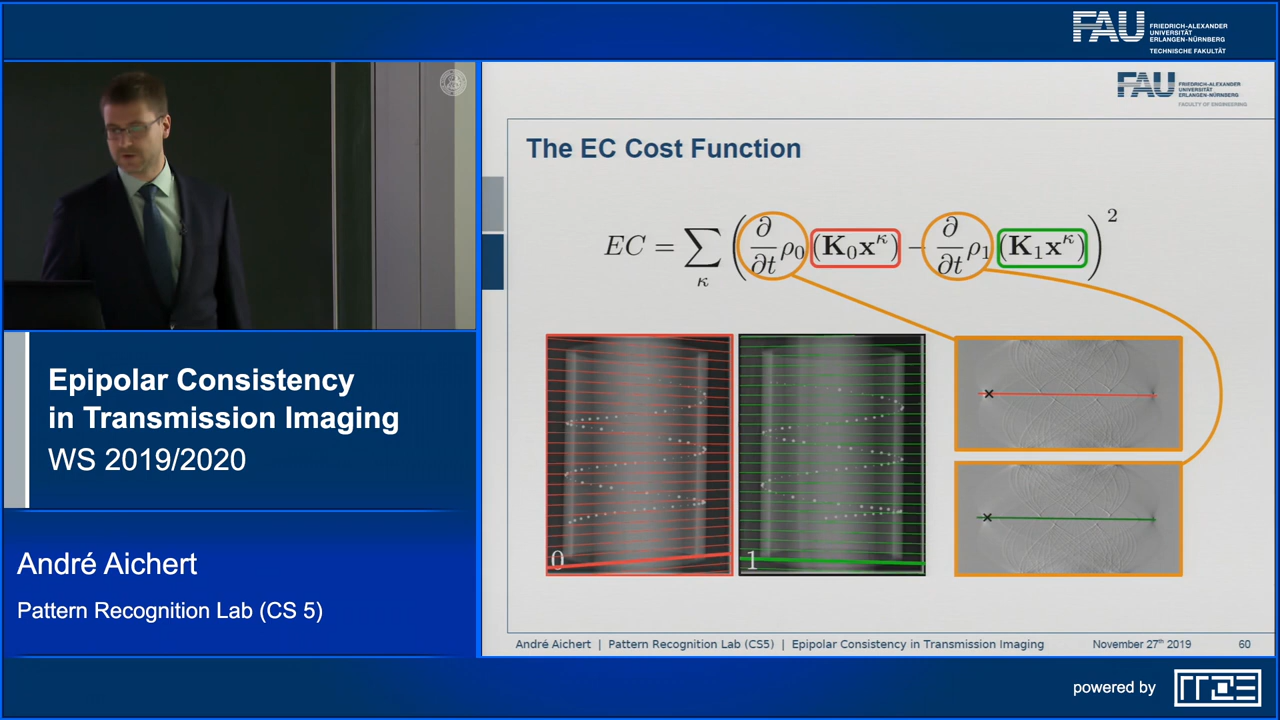 FAU FRIEDRICH-ALEXANDER
UNIVERSITÄT
ERLANGEN-NÜRNBERG
TECHNISCHE FAKULTÄT
FAU FRIEDRICH-ALEXANDER
UNIVERSITÄT
ERLANGEN-NÜRNBERG
FACULTY OF ENGINEERING
The EC Cost Function
EC = ∑_κ (∂/∂t ρ₀ (K₀x^κ) − ∂/∂t ρ₁ (K₁x^κ))²
0
1
André Aichert | Pattern Recognition Lab (CS5) | Epipolar Consistency in Transmission Imaging November 27th 2019 60
Epipolar Consistency
in Transmission Imaging
WS 2019/2020
André Aichert
Pattern Recognition Lab (CS 5)
powered by